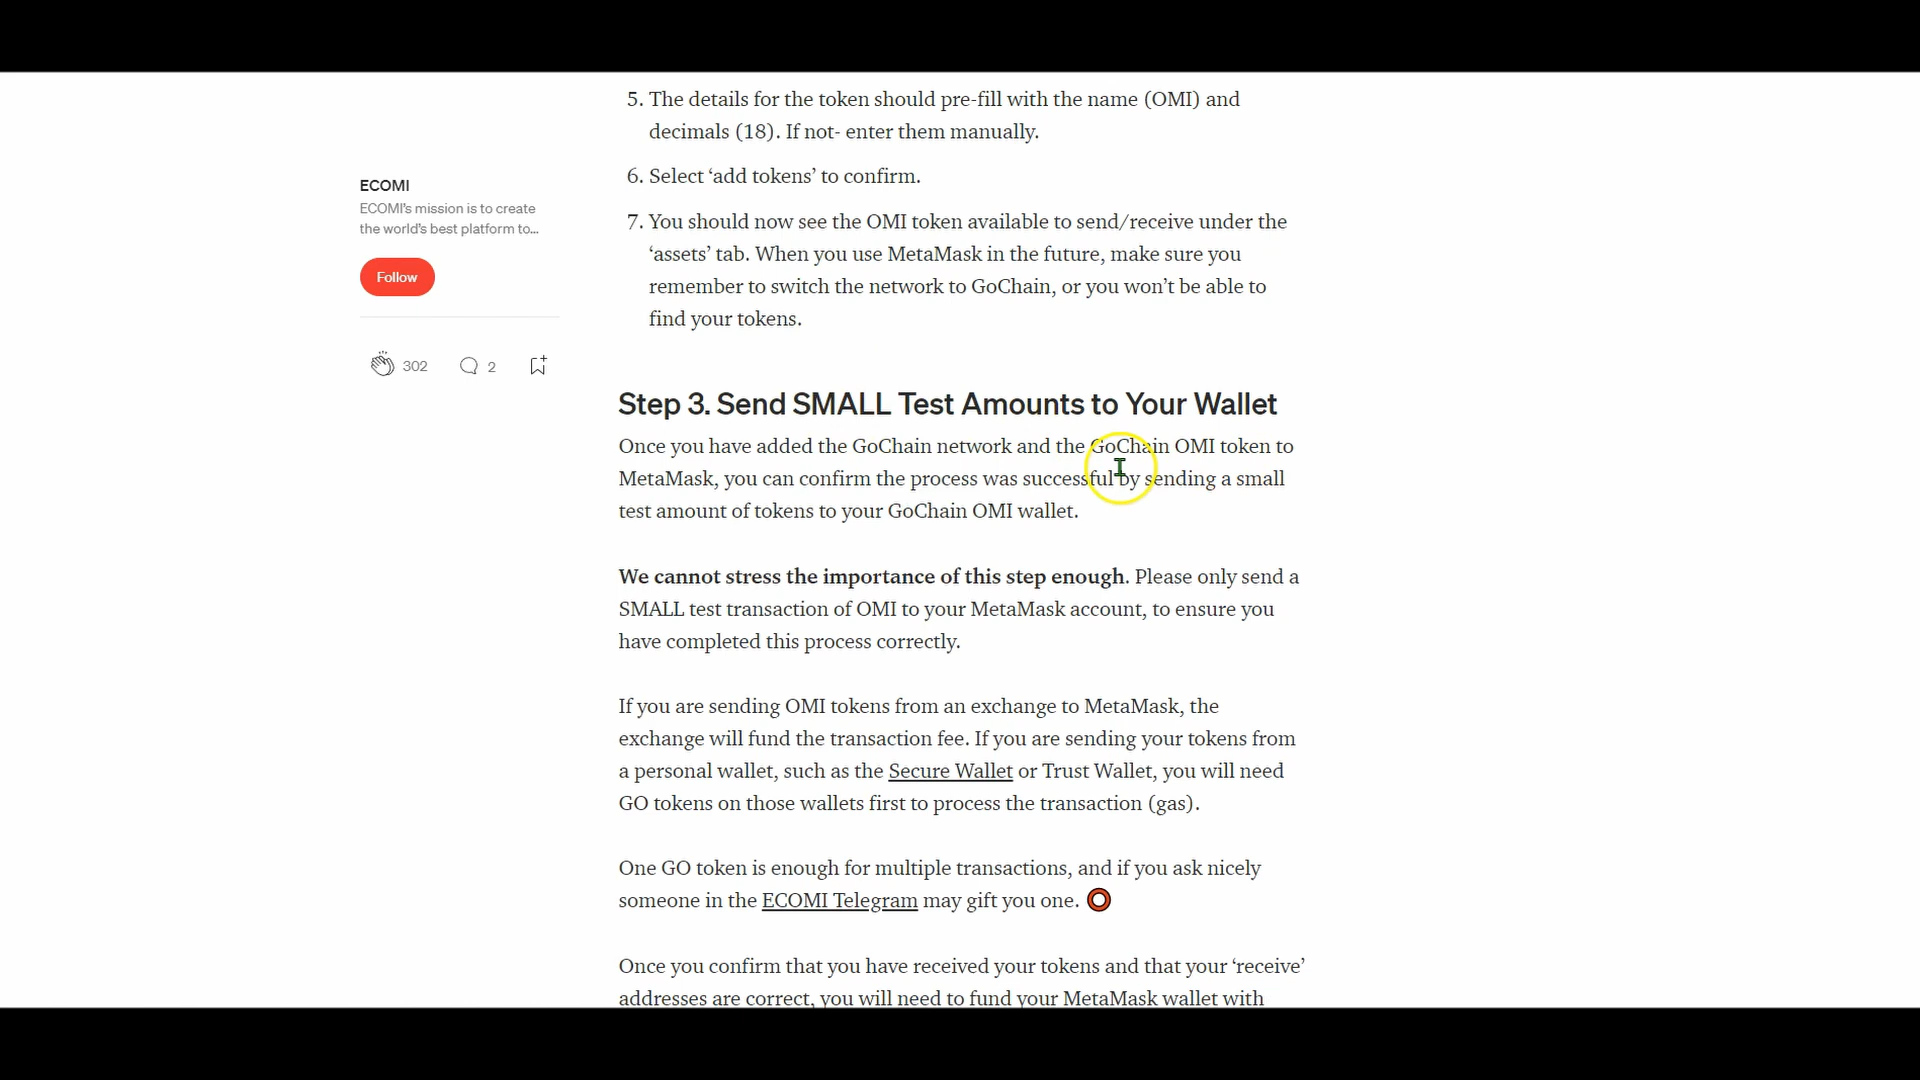 5. The details for the token should pre-fill with the name (OMI) and
decimals (18). If not- enter them manually.
6. Select ‘add tokens’ to confirm.
7. You should now see the OMI token available to send/receive under the
‘assets’ tab. When you use MetaMask in the future, make sure you
remember to switch the network to GoChain, or you won’t be able to
find your tokens.
ECOMI
ECOMI’s mission is to create
the world’s best platform to…
Follow
302
2
Step 3. Send SMALL Test Amounts to Your Wallet
Once you have added the GoChain network and the GoChain OMI token to
MetaMask, you can confirm the process was successful by sending a small
test amount of tokens to your GoChain OMI wallet.
We cannot stress the importance of this step enough. Please only send a
SMALL test transaction of OMI to your MetaMask account, to ensure you
have completed this process correctly.
If you are sending OMI tokens from an exchange to MetaMask, the
exchange will fund the transaction fee. If you are sending your tokens from
a personal wallet, such as the Secure Wallet or Trust Wallet, you will need
GO tokens on those wallets first to process the transaction (gas).
One GO token is enough for multiple transactions, and if you ask nicely
someone in the ECOMI Telegram may gift you one. ⭕
Once you confirm that you have received your tokens and that your ‘receive’
addresses are correct, you will need to fund your MetaMask wallet with